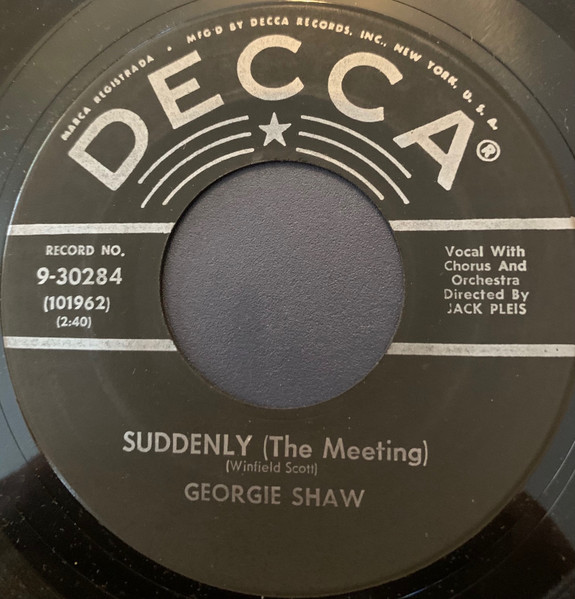 MARCA REGISTRADA • MFG'D BY DECCA RECORDS, INC., NEW YORK, U. S. A.
DECCA®
RECORD NO.
9-30284
(101962)
(2:40)
Vocal With
Chorus And
Orchestra
Directed By
JACK PLEIS
SUDDENLY (The Meeting)
(Winfield Scott)
GEORGIE SHAW